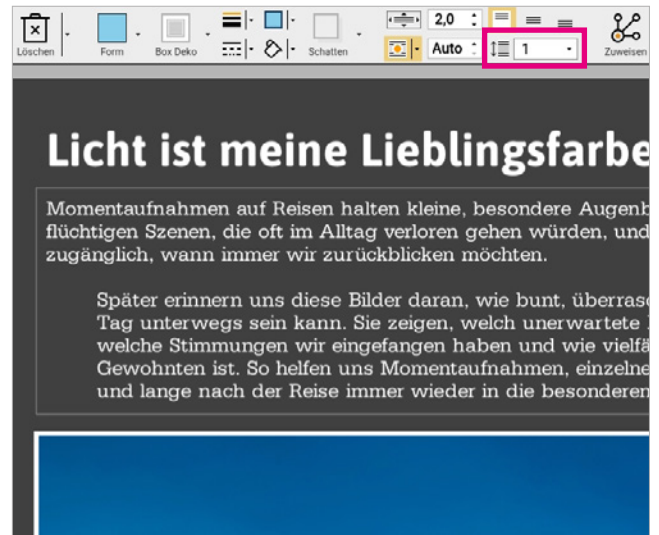 2,0
Löschen
Form
Box Deko
Schatten
Auto
1
Zuweisen
Licht ist meine Lieblingsfarbe
Momentaufnahmen auf Reisen halten kleine, besondere Augenb
flüchtigen Szenen, die oft im Alltag verloren gehen würden, und
zugänglich, wann immer wir zurückblicken möchten.
Später erinnern uns diese Bilder daran, wie bunt, überrasc
Tag unterwegs sein kann. Sie zeigen, welch unerwartete
welche Stimmungen wir eingefangen haben und wie vielfä
Gewohnten ist. So helfen uns Momentaufnahmen, einzelne
und lange nach der Reise immer wieder in die besonderen